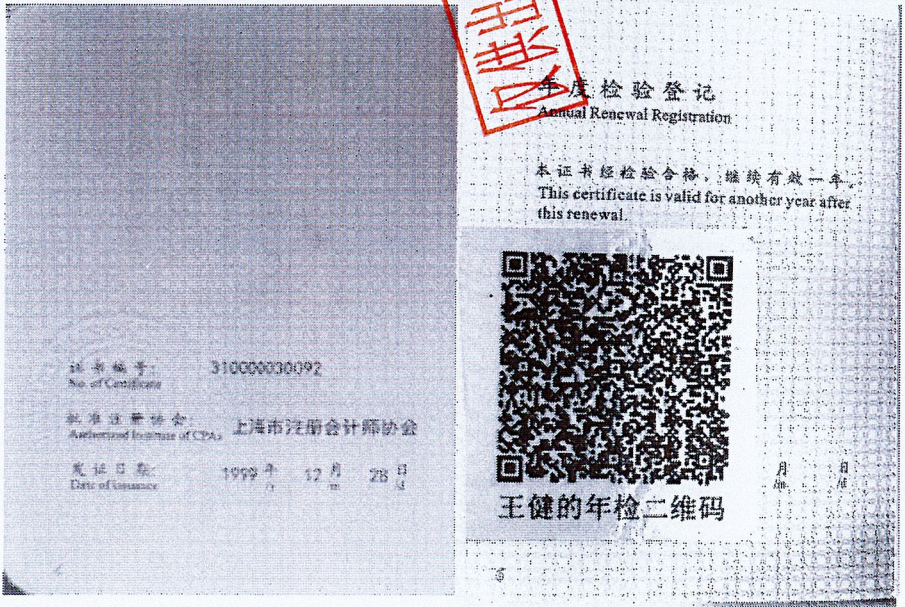 证书编号:
310000030092
No. of Certificate
批准注册协会:
上海市注册会计师协会
Authorized Institute of CPAs
发证日期:
1999 年 12 月 28 日
Date of Issuance
/y /m /d
年度检验登记
Annual Renewal Registration
本证书经检验合格，继续有效一年。
This certificate is valid for another year after
this renewal.
王健的年检二维码
月 日
/m /d
6